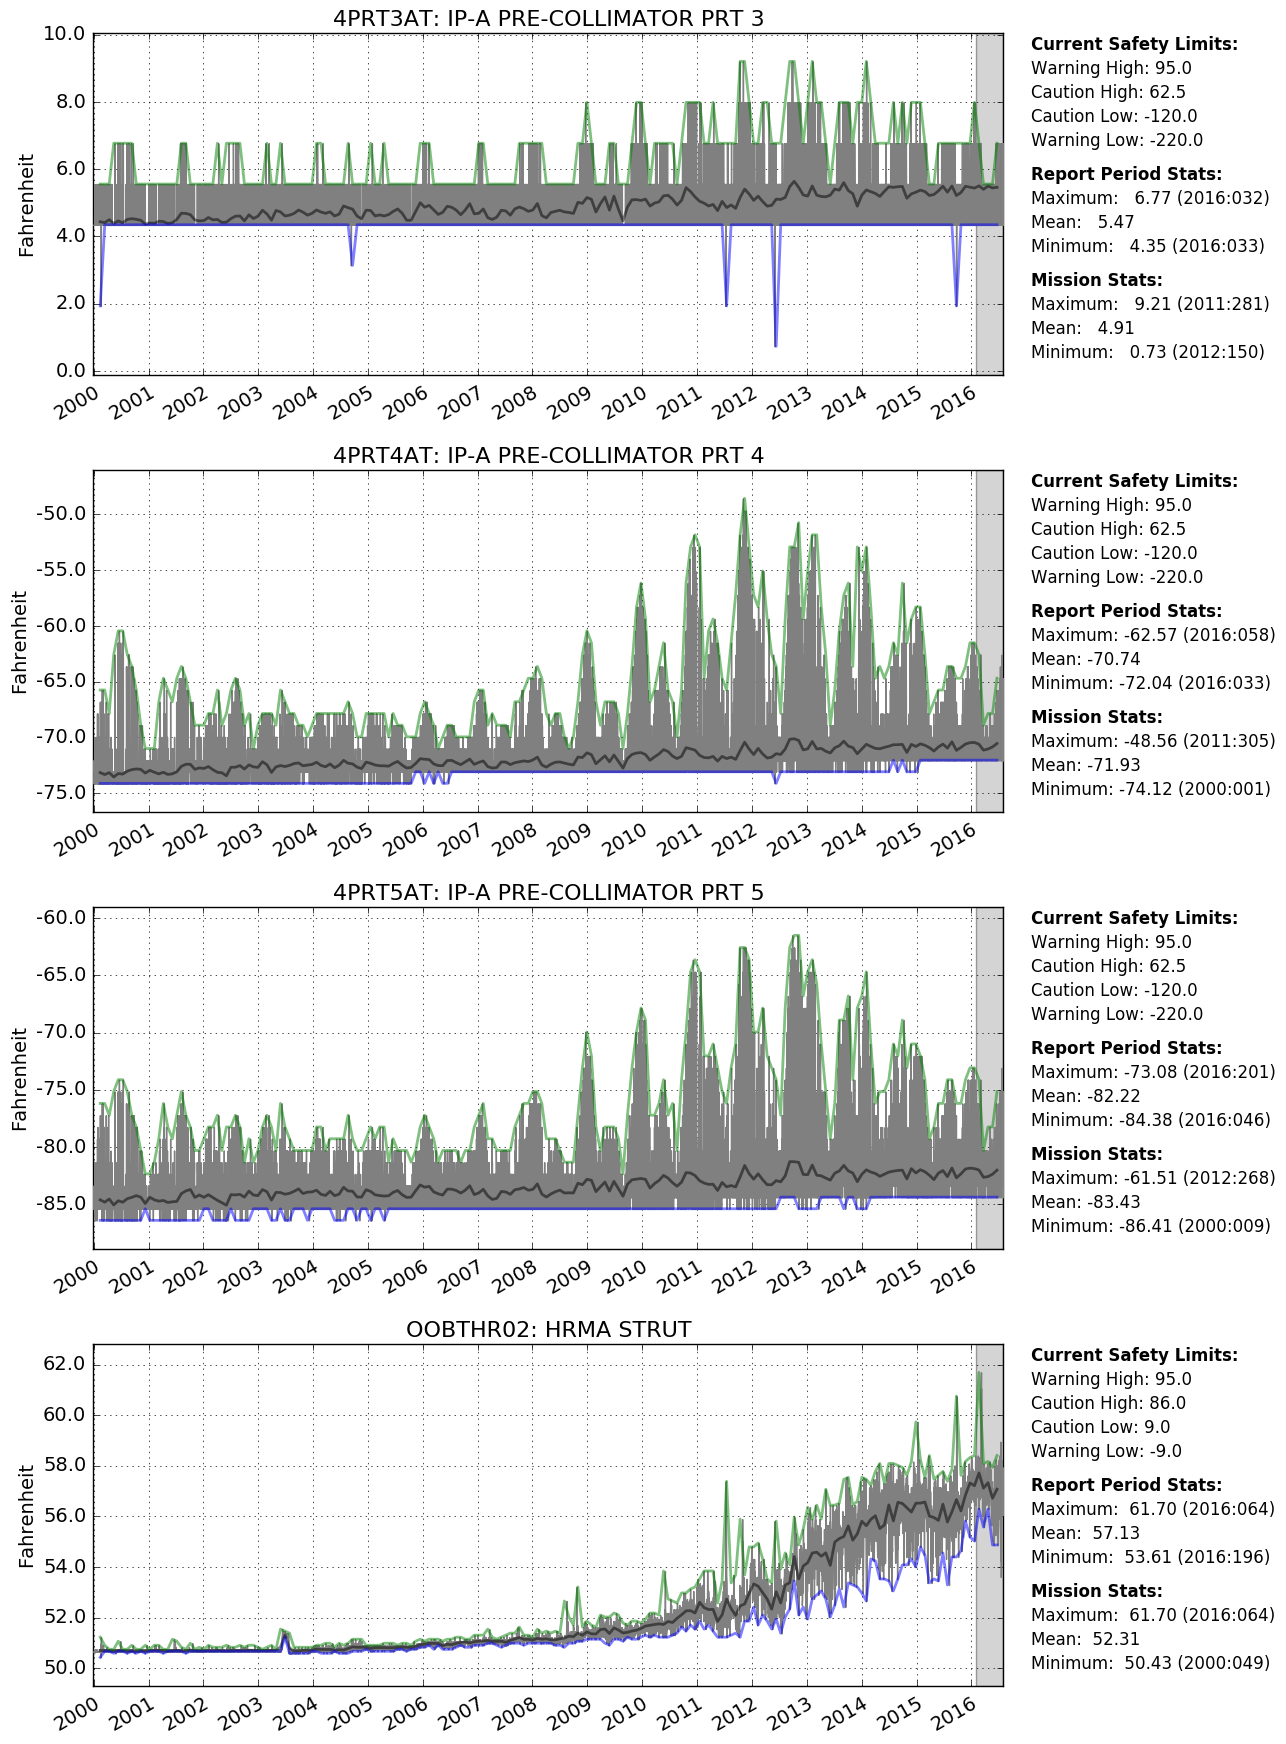 4PRT3AT: IP-A PRE-COLLIMATOR PRT 3
Fahrenheit
10.0
8.0
6.0
4.0
2.0
0.0
2000 2001 2002 2003 2004 2005 2006 2007 2008 2009 2010 2011 2012 2013 2014 2015 2016
Current Safety Limits:
Warning High: 95.0
Caution High: 62.5
Caution Low: -120.0
Warning Low: -220.0
Report Period Stats:
Maximum: 6.77 (2016:032)
Mean: 5.47
Minimum: 4.35 (2016:033)
Mission Stats:
Maximum: 9.21 (2011:281)
Mean: 4.91
Minimum: 0.73 (2012:150)
4PRT4AT: IP-A PRE-COLLIMATOR PRT 4
Fahrenheit
-50.0
-55.0
-60.0
-65.0
-70.0
-75.0
2000 2001 2002 2003 2004 2005 2006 2007 2008 2009 2010 2011 2012 2013 2014 2015 2016
Current Safety Limits:
Warning High: 95.0
Caution High: 62.5
Caution Low: -120.0
Warning Low: -220.0
Report Period Stats:
Maximum: -62.57 (2016:058)
Mean: -70.74
Minimum: -72.04 (2016:033)
Mission Stats:
Maximum: -48.56 (2011:305)
Mean: -71.93
Minimum: -74.12 (2000:001)
4PRT5AT: IP-A PRE-COLLIMATOR PRT 5
Fahrenheit
-60.0
-65.0
-70.0
-75.0
-80.0
-85.0
2000 2001 2002 2003 2004 2005 2006 2007 2008 2009 2010 2011 2012 2013 2014 2015 2016
Current Safety Limits:
Warning High: 95.0
Caution High: 62.5
Caution Low: -120.0
Warning Low: -220.0
Report Period Stats:
Maximum: -73.08 (2016:201)
Mean: -82.22
Minimum: -84.38 (2016:046)
Mission Stats:
Maximum: -61.51 (2012:268)
Mean: -83.43
Minimum: -86.41 (2000:009)
OOBTHR02: HRMA STRUT
Fahrenheit
62.0
60.0
58.0
56.0
54.0
52.0
50.0
2000 2001 2002 2003 2004 2005 2006 2007 2008 2009 2010 2011 2012 2013 2014 2015 2016
Current Safety Limits:
Warning High: 95.0
Caution High: 86.0
Caution Low: 9.0
Warning Low: -9.0
Report Period Stats:
Maximum: 61.70 (2016:064)
Mean: 57.13
Minimum: 53.61 (2016:196)
Mission Stats:
Maximum: 61.70 (2016:064)
Mean: 52.31
Minimum: 50.43 (2000:049)